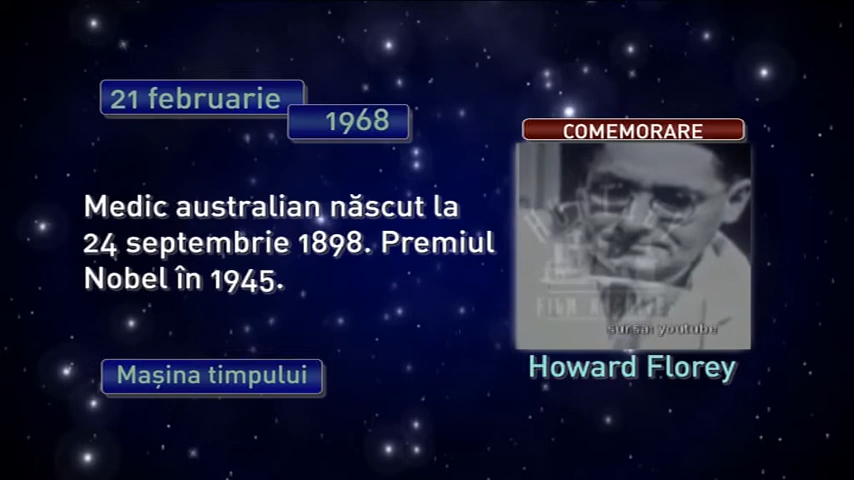 21 februarie
1968
COMEMORARE
Medic australian născut la
24 septembrie 1898. Premiul
Nobel în 1945.
sursa: youtube
Howard Florey
Mașina timpului